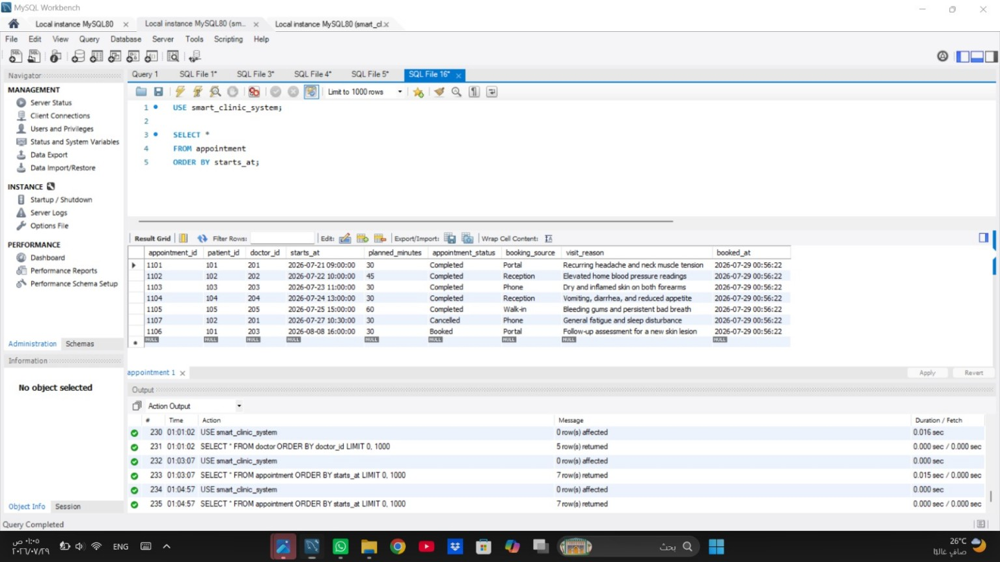 MySQL Workbench
Local instance MySQL80 Local instance MySQL80 (sm... Local instance MySQL80 (smart_cl
File Edit View Query Database Server Tools Scripting Help
Navigator
MANAGEMENT
Server Status
Client Connections
Users and Privileges
Status and System Variables
Data Export
Data Import/Restore
INSTANCE
Startup / Shutdown
Server Logs
Options File
PERFORMANCE
Dashboard
Performance Reports
Performance Schema Setup
Administration Schemas
Information
No object selected
Object Info Session
Query 1 SQL File 1* SQL File 3* SQL File 4* SQL File 5* SQL File 16*
Limit to 1000 rows
1 USE smart_clinic_system;
2
3 SELECT *
4 FROM appointment
5 ORDER BY starts_at;
Result Grid Filter Rows: Edit: Export/Import: Wrap Cell Content:
appointment_id patient_id doctor_id starts_at planned_minutes appointment_status booking_source visit_reason booked_at
1101 101 201 2026-07-21 09:00:00 30 Completed Portal Recurring headache and neck muscle tension 2026-07-29 00:56:22
1102 102 202 2026-07-22 10:00:00 45 Completed Reception Elevated home blood pressure readings 2026-07-29 00:56:22
1103 103 203 2026-07-23 11:00:00 30 Completed Phone Dry and inflamed skin on both forearms 2026-07-29 00:56:22
1104 104 204 2026-07-24 13:00:00 30 Completed Reception Vomiting, diarrhea, and reduced appetite 2026-07-29 00:56:22
1105 105 205 2026-07-25 15:00:00 60 Completed Walk-in Bleeding gums and persistent bad breath 2026-07-29 00:56:22
1107 102 201 2026-07-27 10:30:00 30 Cancelled Phone General fatigue and sleep disturbance 2026-07-29 00:56:22
1106 101 203 2026-08-08 16:00:00 30 Booked Portal Follow-up assessment for a new skin lesion 2026-07-29 00:56:22
NULL NULL NULL NULL NULL NULL NULL NULL NULL
appointment 1 Apply Revert
Output
Action Output
# Time Action Message Duration / Fetch
230 01:01:02 USE smart_clinic_system 0 row(s) affected 0.016 sec
231 01:01:02 SELECT * FROM doctor ORDER BY doctor_id LIMIT 0, 1000 5 row(s) returned 0.000 sec / 0.000 sec
232 01:03:07 USE smart_clinic_system 0 row(s) affected 0.000 sec
233 01:03:07 SELECT * FROM appointment ORDER BY starts_at LIMIT 0, 1000 7 row(s) returned 0.015 sec / 0.000 sec
234 01:04:57 USE smart_clinic_system 0 row(s) affected 0.000 sec
235 01:04:57 SELECT * FROM appointment ORDER BY starts_at LIMIT 0, 1000 7 row(s) returned 0.000 sec / 0.000 sec
Query Completed
٠١:٠٥ ص
٢٠٢٦/٠٧/٢٩
ENG
بحث
26°C
صافٍ غالبًا